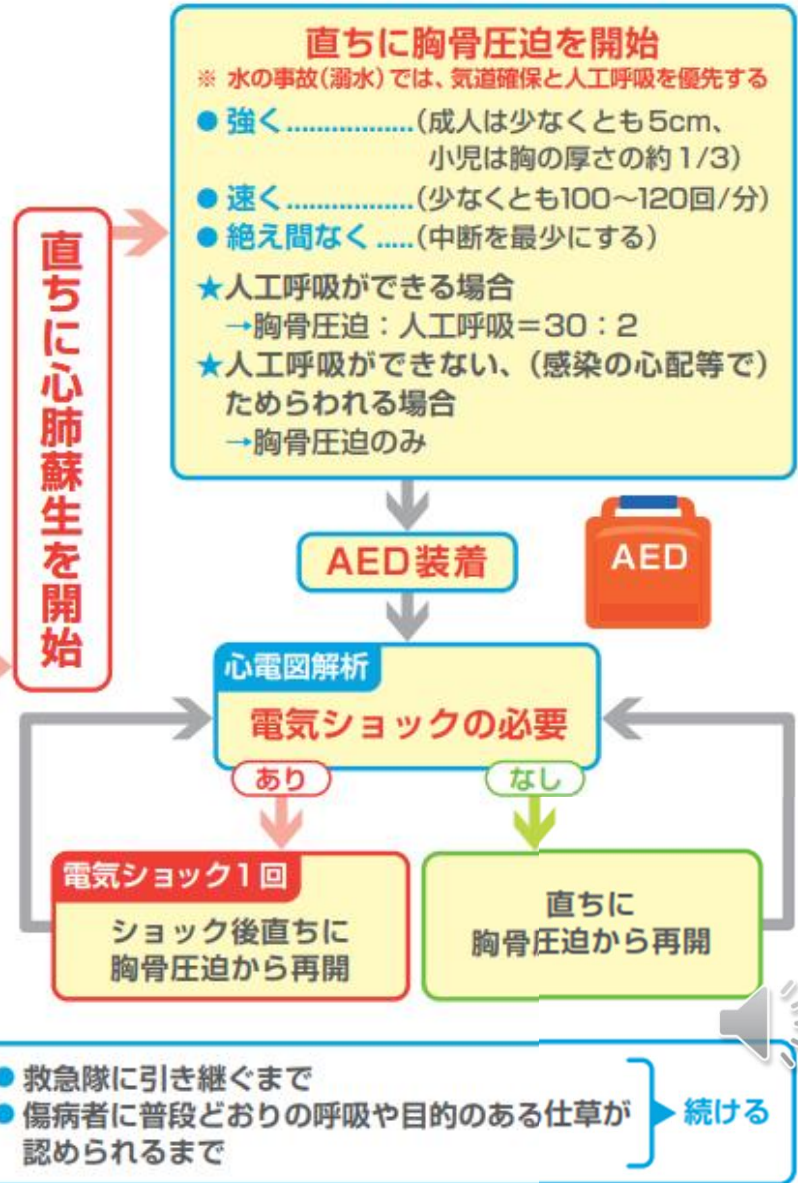 直ちに心肺蘇生を開始
直ちに胸骨圧迫を開始
※ 水の事故(溺水)では、気道確保と人工呼吸を優先する
● 強く..................(成人は少なくとも5cm、
小児は胸の厚さの約1/3)
● 速く..................(少なくとも100～120回/分)
● 絶え間なく.....(中断を最少にする)
★人工呼吸ができる場合
→胸骨圧迫：人工呼吸＝30：2
★人工呼吸ができない、(感染の心配等で)
ためらわれる場合
→胸骨圧迫のみ
AED装着
AED
心電図解析
電気ショックの必要
あり
なし
電気ショック1回
ショック後直ちに
胸骨圧迫から再開
直ちに
胸骨圧迫から再開
● 救急隊に引き継ぐまで
● 傷病者に普段どおりの呼吸や目的のある仕草が
認められるまで
続ける